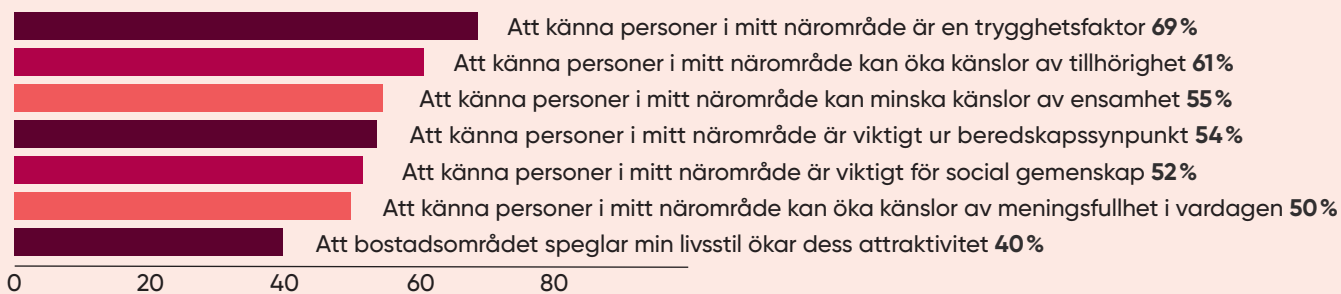 Att känna personer i mitt närområde är en trygghetsfaktor 69 %
Att känna personer i mitt närområde kan öka känslor av tillhörighet 61 %
Att känna personer i mitt närområde kan minska känslor av ensamhet 55 %
Att känna personer i mitt närområde är viktigt ur beredskapssynpunkt 54 %
Att känna personer i mitt närområde är viktigt för social gemenskap 52 %
Att känna personer i mitt närområde kan öka känslor av meningsfullhet i vardagen 50 %
Att bostadsområdet speglar min livsstil ökar dess attraktivitet 40 %
0 20 40 60 80